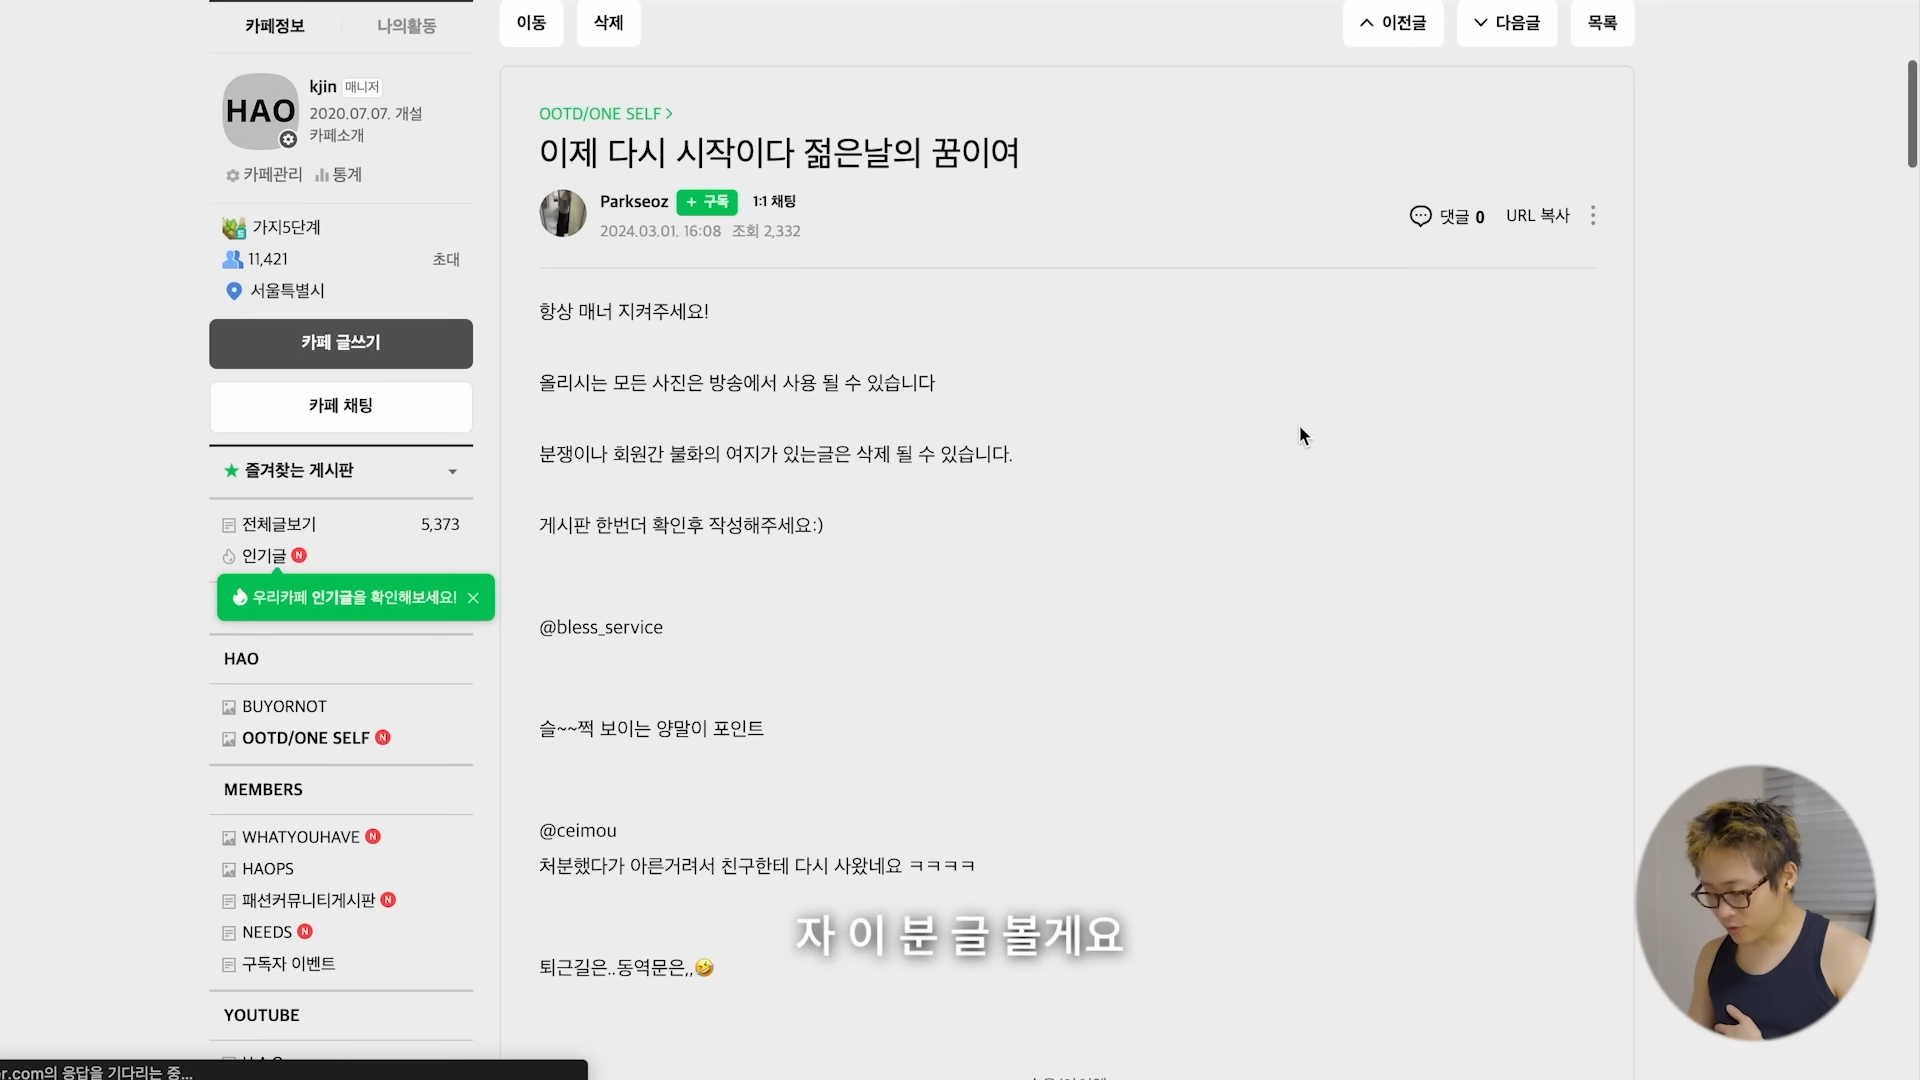 카페정보
나의활동
HAO
kjin 매니저
2020.07.07. 개설
카페소개
카페관리
통계
가지5단계
11,421
초대
서울특별시
카페 글쓰기
카페 채팅
즐겨찾는 게시판
전체글보기
5,373
인기글 N
우리카페 인기글을 확인해보세요!
HAO
BUYORNOT
OOTD/ONE SELF N
MEMBERS
WHATYOUHAVE N
HAOPS
패션커뮤니티게시판 N
NEEDS N
구독자 이벤트
YOUTUBE
r.com의 응답을 기다리는 중...
이동
삭제
이전글
다음글
목록
OOTD/ONE SELF >
이제 다시 시작이다 젊은날의 꿈이여
Parkseoz + 구독 1:1 채팅
2024.03.01. 16:08 조회 2,332
댓글 0 URL 복사
항상 매너 지켜주세요!
올리시는 모든 사진은 방송에서 사용 될 수 있습니다
분쟁이나 회원간 불화의 여지가 있는글은 삭제 될 수 있습니다.
게시판 한번더 확인후 작성해주세요:)
@bless_service
슬~~쩍 보이는 양말이 포인트
@ceimou
처분했다가 아른거려서 친구한테 다시 사왔네요 ㅋㅋㅋㅋ
자 이 분 글 볼게요
퇴근길은..동역문은,,🤣